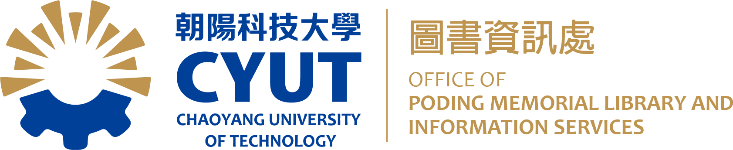 朝陽科技大學
CYUT
CHAOYANG UNIVERSITY
OF TECHNOLOGY
圖書資訊處
OFFICE OF
PODING MEMORIAL LIBRARY AND
INFORMATION SERVICES